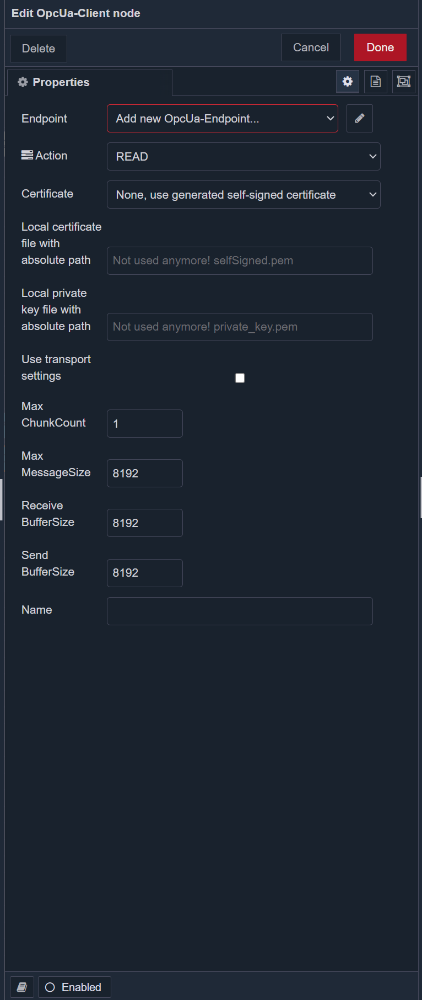 Edit OpcUa-Client node
Delete
Cancel
Done
Properties
Endpoint
Add new OpcUa-Endpoint...
Action
READ
Certificate
None, use generated self-signed certificate
Local certificate
file with
absolute path
Not used anymore! selfSigned.pem
Local private
key file with
absolute path
Not used anymore! private_key.pem
Use transport
settings
Max
ChunkCount
1
Max
MessageSize
8192
Receive
BufferSize
8192
Send
BufferSize
8192
Name
Enabled